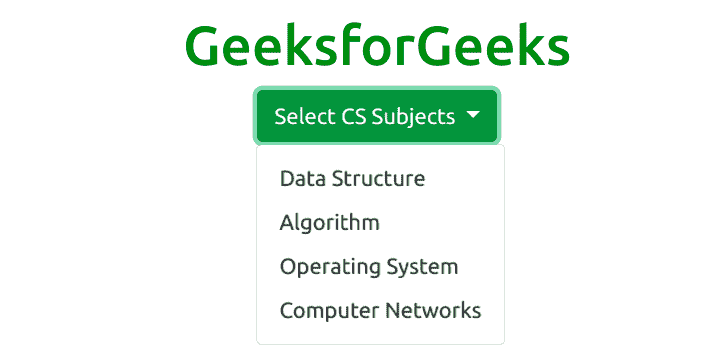 GeeksforGeeks
Select CS Subjects
Data Structure
Algorithm
Operating System
Computer Networks